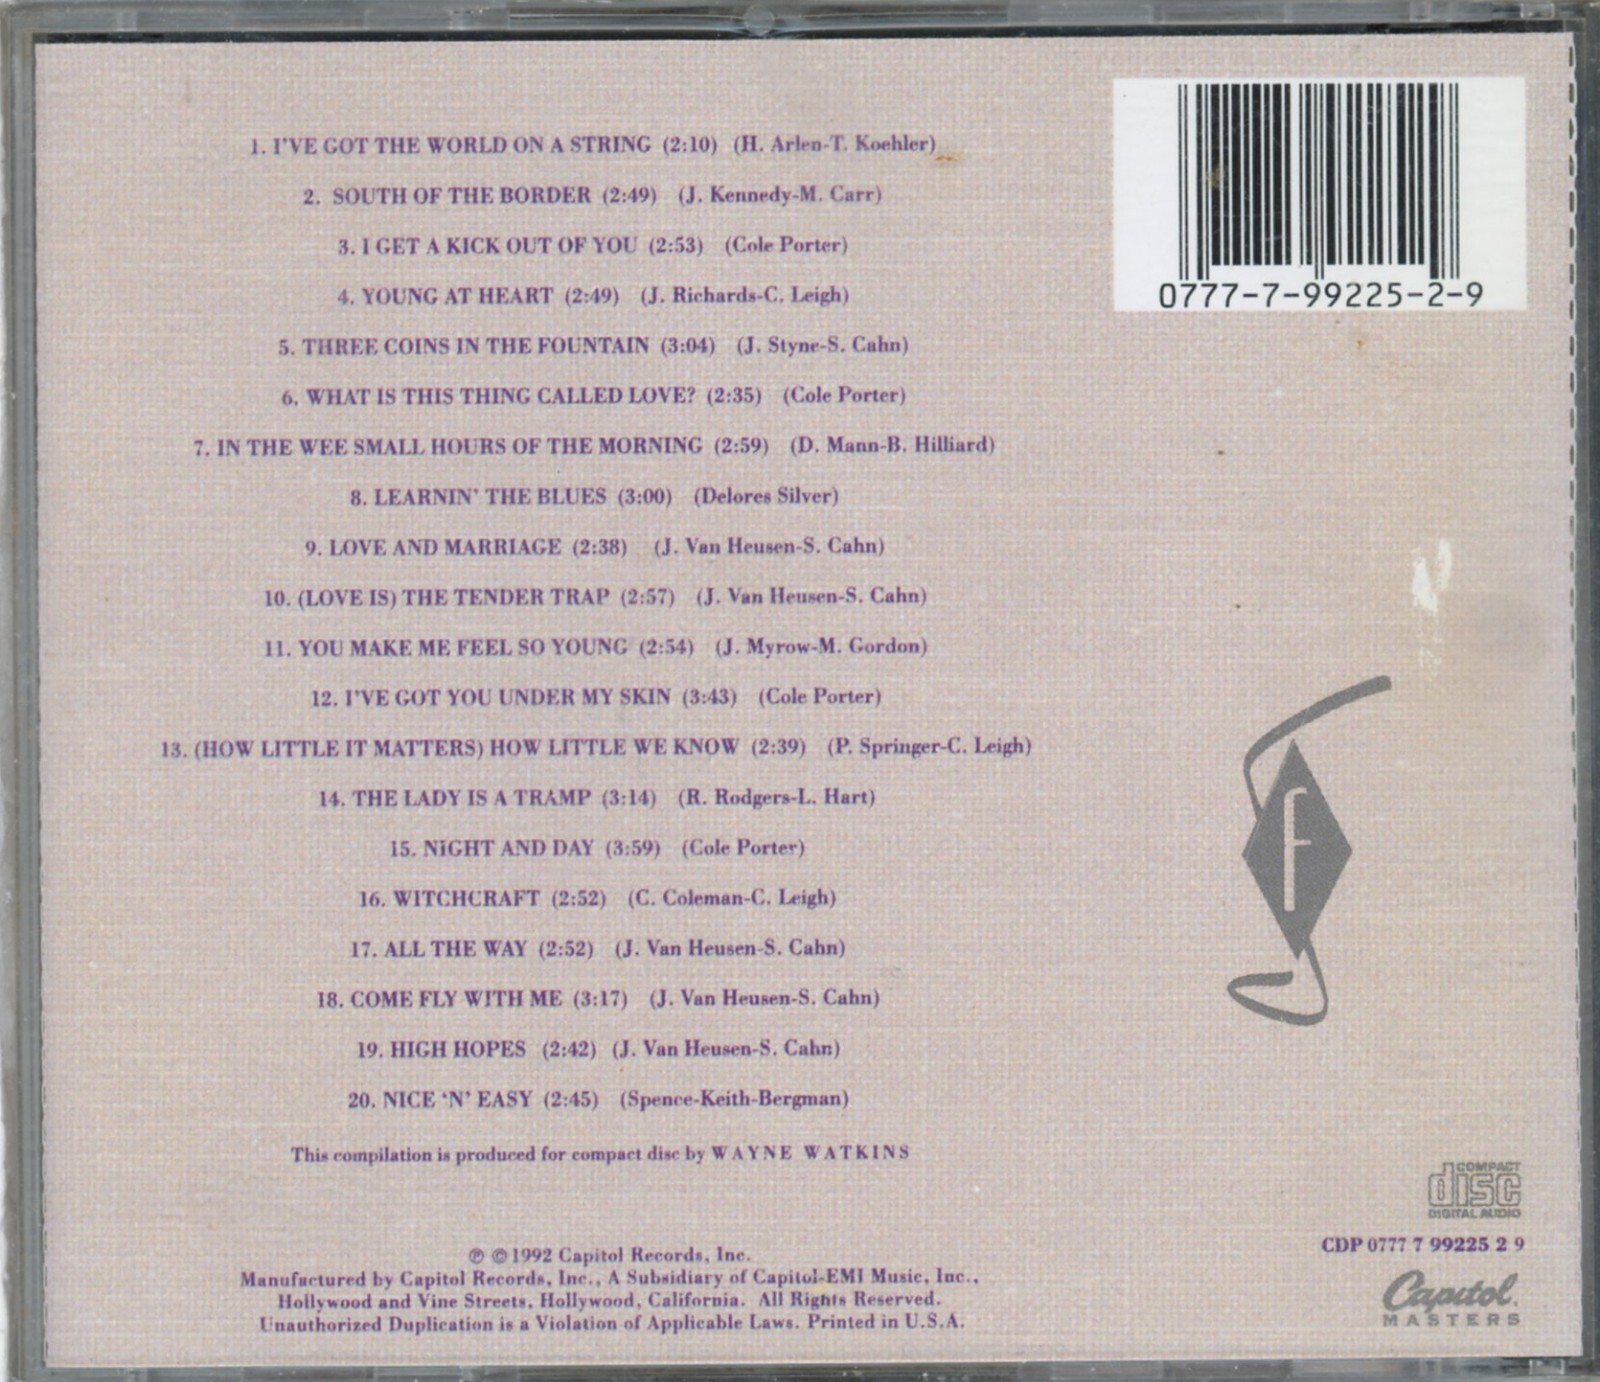 0777-7-99225-2-9
1. I'VE GOT THE WORLD ON A STRING (2:10) (H. Arlen-T. Koehler)
2. SOUTH OF THE BORDER (2:49) (J. Kennedy-M. Carr)
3. I GET A KICK OUT OF YOU (2:53) (Cole Porter)
4. YOUNG AT HEART (2:49) (J. Richards-C. Leigh)
5. THREE COINS IN THE FOUNTAIN (3:04) (J. Styne-S. Cahn)
6. WHAT IS THIS THING CALLED LOVE? (2:35) (Cole Porter)
7. IN THE WEE SMALL HOURS OF THE MORNING (2:59) (D. Mann-B. Hilliard)
8. LEARNIN' THE BLUES (3:00) (Delores Silver)
9. LOVE AND MARRIAGE (2:38) (J. Van Heusen-S. Cahn)
10. (LOVE IS) THE TENDER TRAP (2:57) (J. Van Heusen-S. Cahn)
11. YOU MAKE ME FEEL SO YOUNG (2:54) (J. Myrow-M. Gordon)
12. I'VE GOT YOU UNDER MY SKIN (3:43) (Cole Porter)
13. (HOW LITTLE IT MATTERS) HOW LITTLE WE KNOW (2:39) (P. Springer-C. Leigh)
14. THE LADY IS A TRAMP (3:14) (R. Rodgers-L. Hart)
15. NIGHT AND DAY (3:59) (Cole Porter)
16. WITCHCRAFT (2:52) (C. Coleman-C. Leigh)
17. ALL THE WAY (2:52) (J. Van Heusen-S. Cahn)
18. COME FLY WITH ME (3:17) (J. Van Heusen-S. Cahn)
19. HIGH HOPES (2:42) (J. Van Heusen-S. Cahn)
20. NICE 'N' EASY (2:45) (Spence-Keith-Bergman)
This compilation is produced for compact disc by WAYNE WATKINS
℗ © 1992 Capitol Records, Inc.
Manufactured by Capitol Records, Inc., A Subsidiary of Capitol-EMI Music, Inc.,
Hollywood and Vine Streets, Hollywood, California. All Rights Reserved.
Unauthorized Duplication is a Violation of Applicable Laws. Printed in U.S.A.
F
COMPACT
disc
DIGITAL AUDIO
CDP 0777 7 99225 2 9
Capitol.
MASTERS